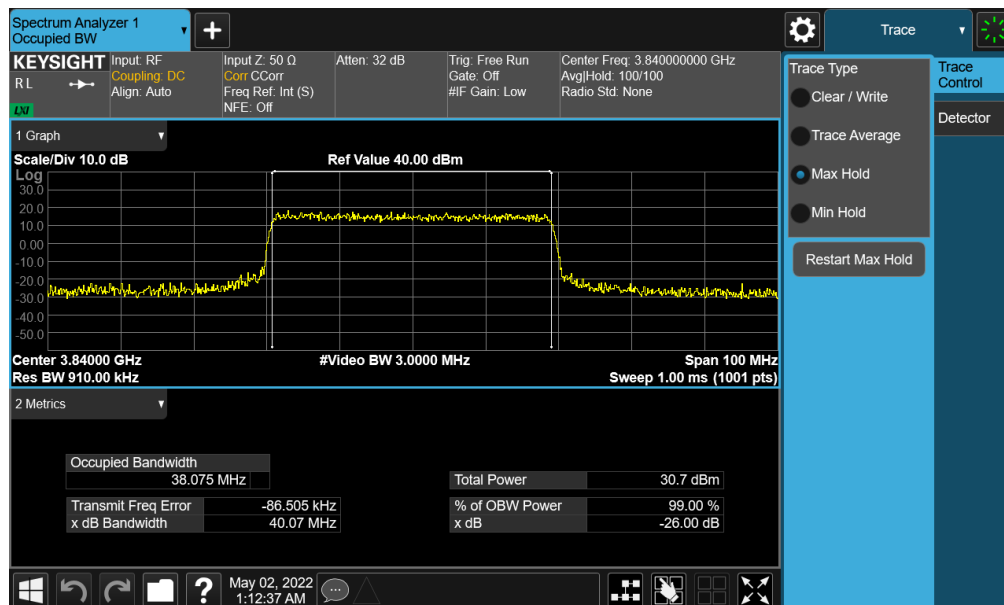 Spectrum Analyzer 1
Occupied BW
+
Trace
KEYSIGHT
R L
LXI
Input: RF
Coupling: DC
Align: Auto
Input Z: 50 Ω
Corr CCorr
Freq Ref: Int (S)
NFE: Off
Atten: 32 dB
Trig: Free Run
Gate: Off
#IF Gain: Low
Center Freq: 3.840000000 GHz
Avg|Hold: 100/100
Radio Std: None
Trace Type
Clear / Write
Trace Average
Max Hold
Min Hold
Restart Max Hold
Trace
Control
Detector
1 Graph
Scale/Div 10.0 dB
Ref Value 40.00 dBm
Log
30.0
20.0
10.0
0.00
-10.0
-20.0
-30.0
-40.0
-50.0
Center 3.84000 GHz
#Video BW 3.0000 MHz
Span 100 MHz
Res BW 910.00 kHz
Sweep 1.00 ms (1001 pts)
2 Metrics
Occupied Bandwidth
38.075 MHz
Total Power 30.7 dBm
Transmit Freq Error -86.505 kHz
% of OBW Power 99.00 %
x dB Bandwidth 40.07 MHz
x dB -26.00 dB
?
May 02, 2022
1:12:37 AM